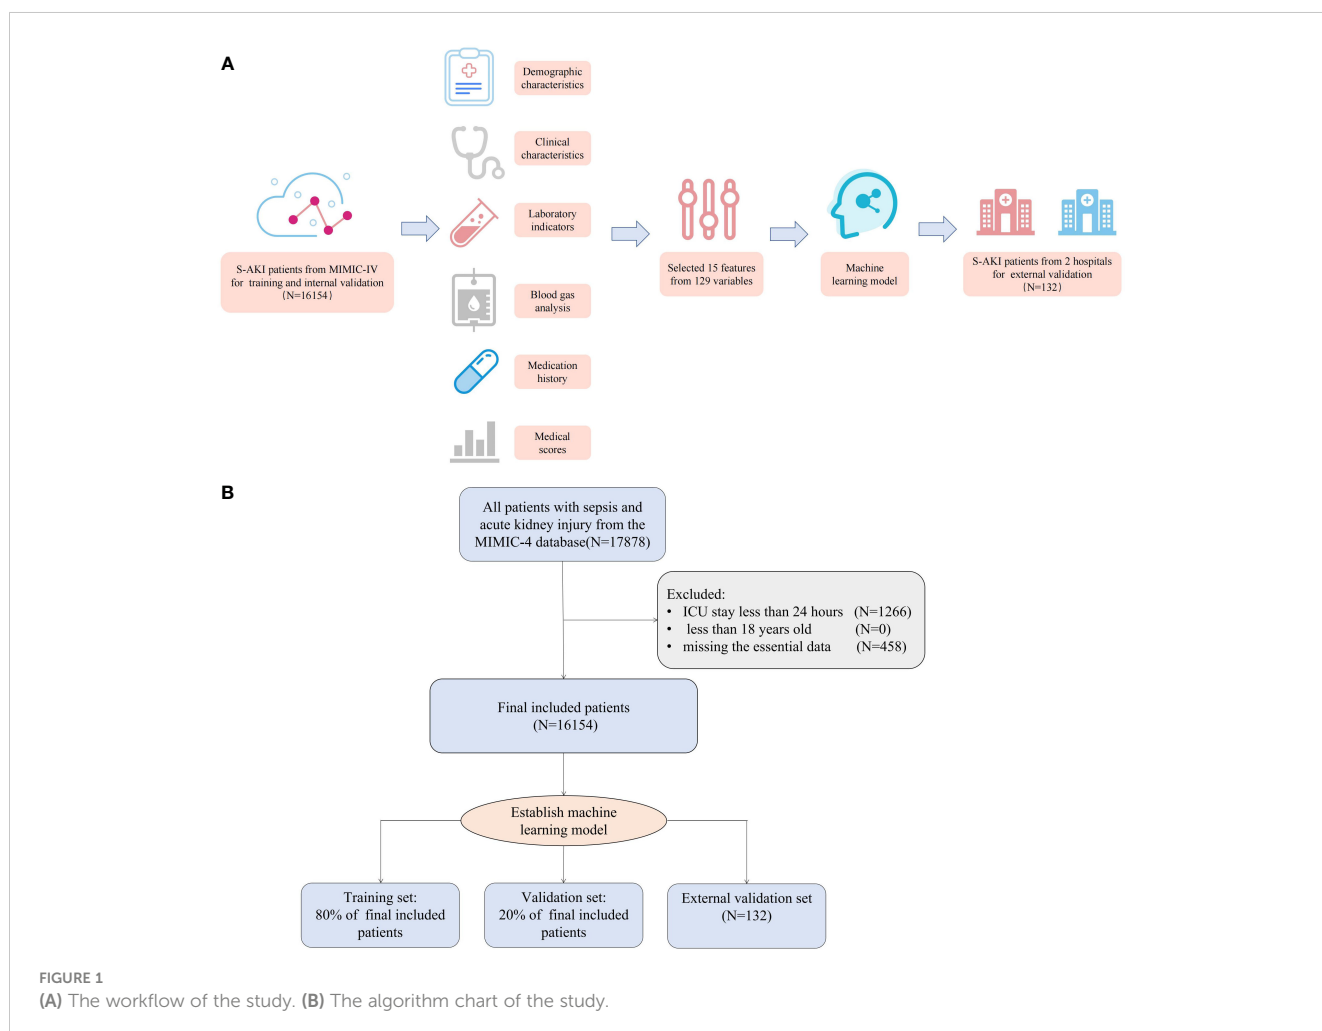 A
Demographic
characteristics
Clinical
characteristics
Laboratory
indicators
Blood gas
analysis
Medication
history
Medical
scores
S-AKI patients from MIMIC-IV
for training and internal validation
(N=16154)
Selected 15 features
from 129 variables
Machine
learning model
S-AKI patients from 2 hospitals
for external validation
(N=132)
B
All patients with sepsis and
acute kidney injury from the
MIMIC-4 database(N=17878)
Excluded:
• ICU stay less than 24 hours (N=1266)
• less than 18 years old (N=0)
• missing the essential data (N=458)
Final included patients
(N=16154)
Establish machine
learning model
Training set:
80% of final included
patients
Validation set:
20% of final included
patients
External validation set
(N=132)
FIGURE 1
(A) The workflow of the study. (B) The algorithm chart of the study.